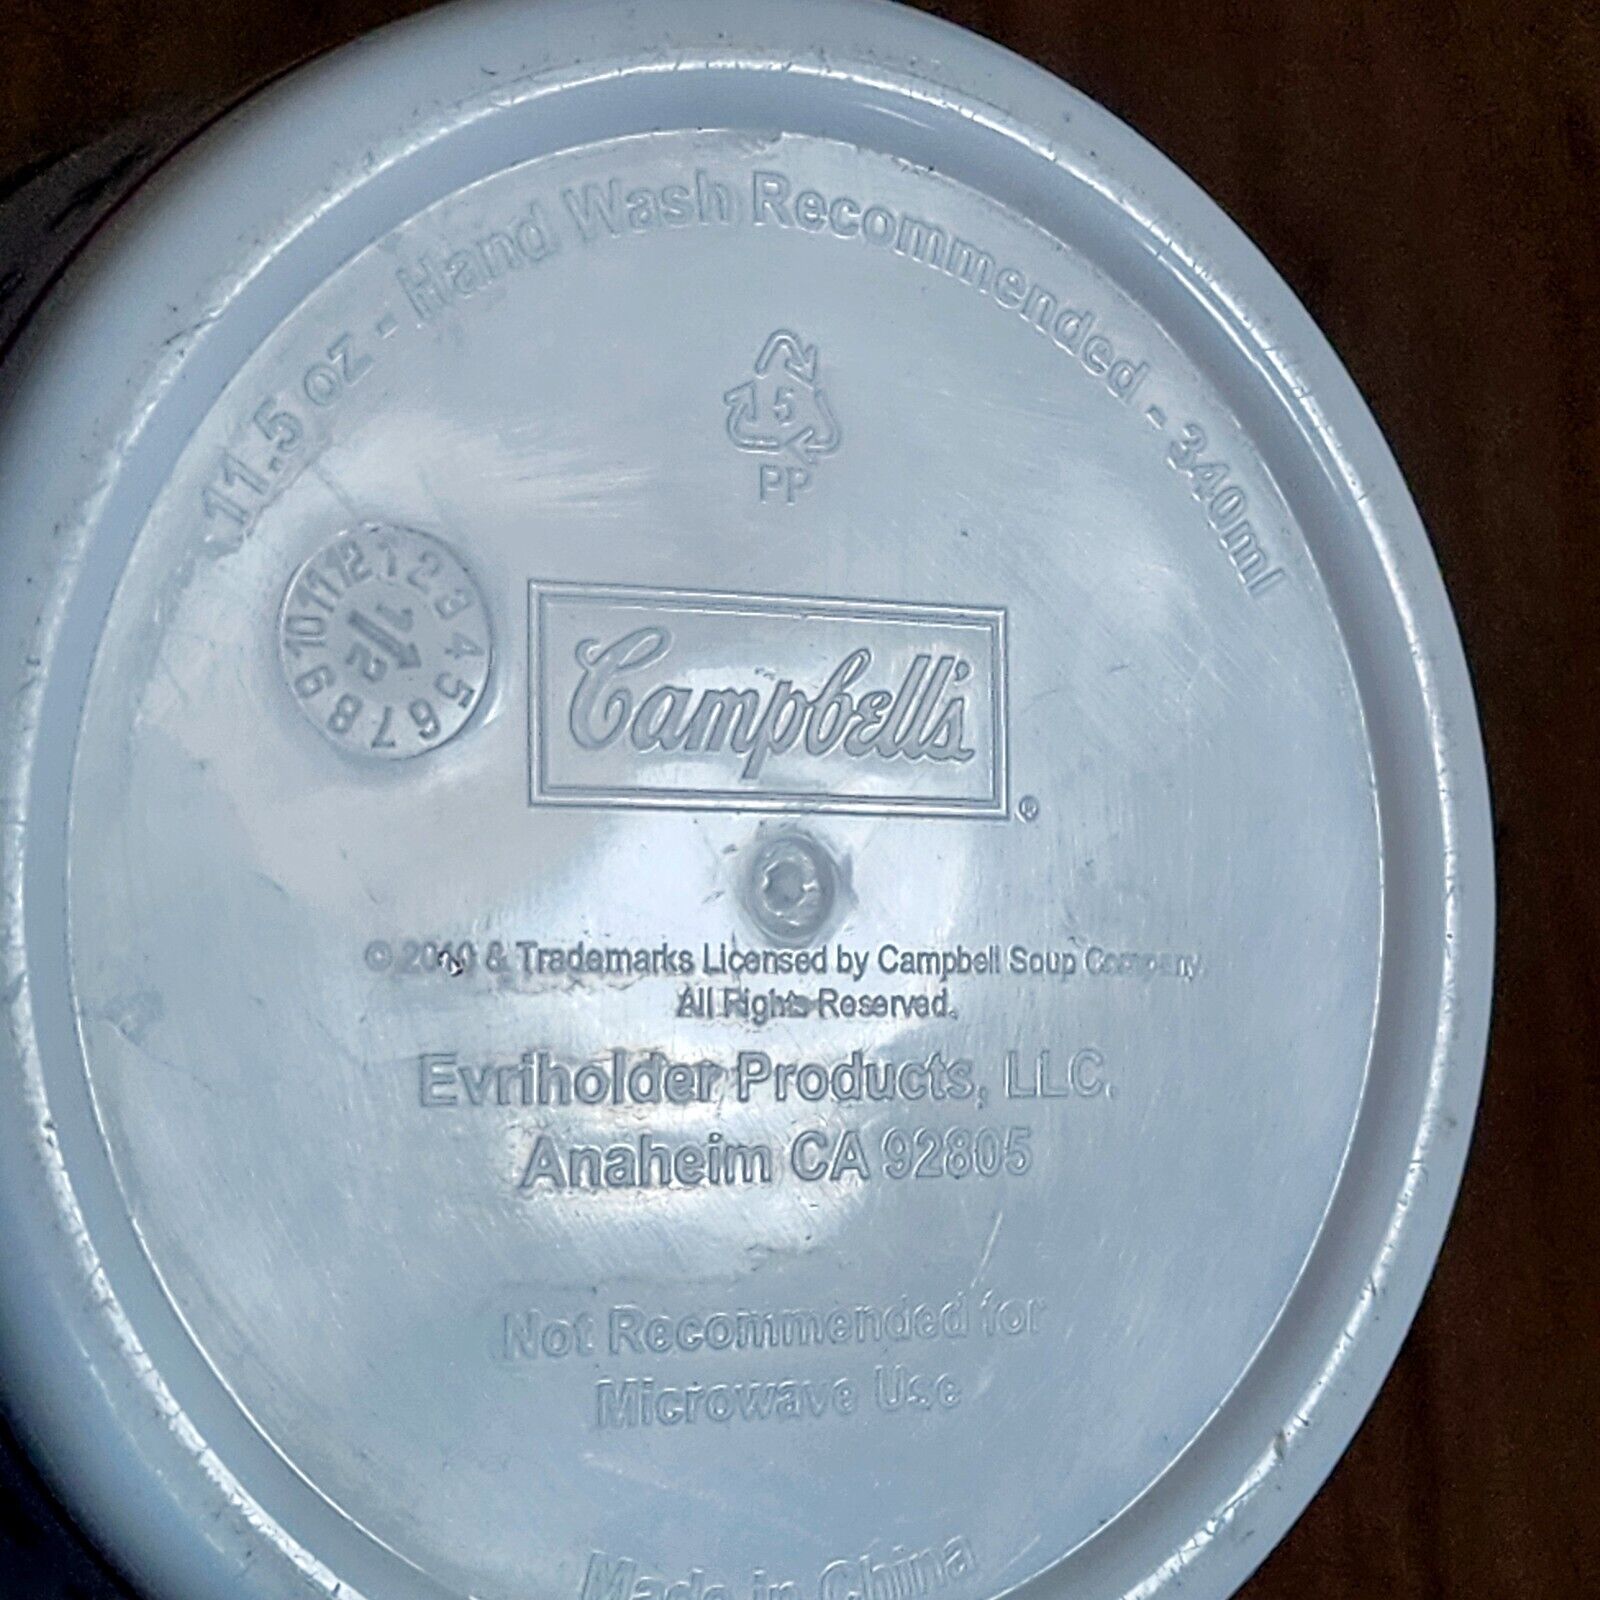 11.5 oz - Hand Wash Recommended - 340ml
5
PP
1 2 3 4 5 6 7 8 9 10 11 12
1 2
Campbell's ®
© & Trademarks Licensed by Campbell Soup Company.
All Rights Reserved.
Evriholder Products, LLC.
Anaheim CA 92805
Not Recommended for
Microwave Use
Made in China